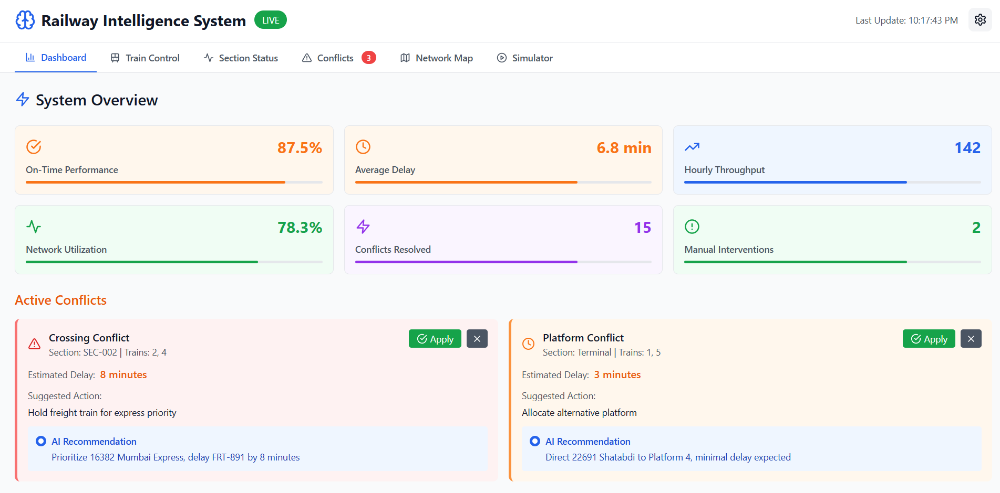 Railway Intelligence System LIVE
Last Update: 10:17:43 PM
Dashboard Train Control Section Status Conflicts 3 Network Map Simulator
System Overview
87.5%
On-Time Performance
6.8 min
Average Delay
142
Hourly Throughput
78.3%
Network Utilization
15
Conflicts Resolved
2
Manual Interventions
Active Conflicts
Crossing Conflict
Section: SEC-002 | Trains: 2, 4
Apply
Estimated Delay: 8 minutes
Suggested Action:
Hold freight train for express priority
AI Recommendation
Prioritize 16382 Mumbai Express, delay FRT-891 by 8 minutes
Platform Conflict
Section: Terminal | Trains: 1, 5
Apply
Estimated Delay: 3 minutes
Suggested Action:
Allocate alternative platform
AI Recommendation
Direct 22691 Shatabdi to Platform 4, minimal delay expected